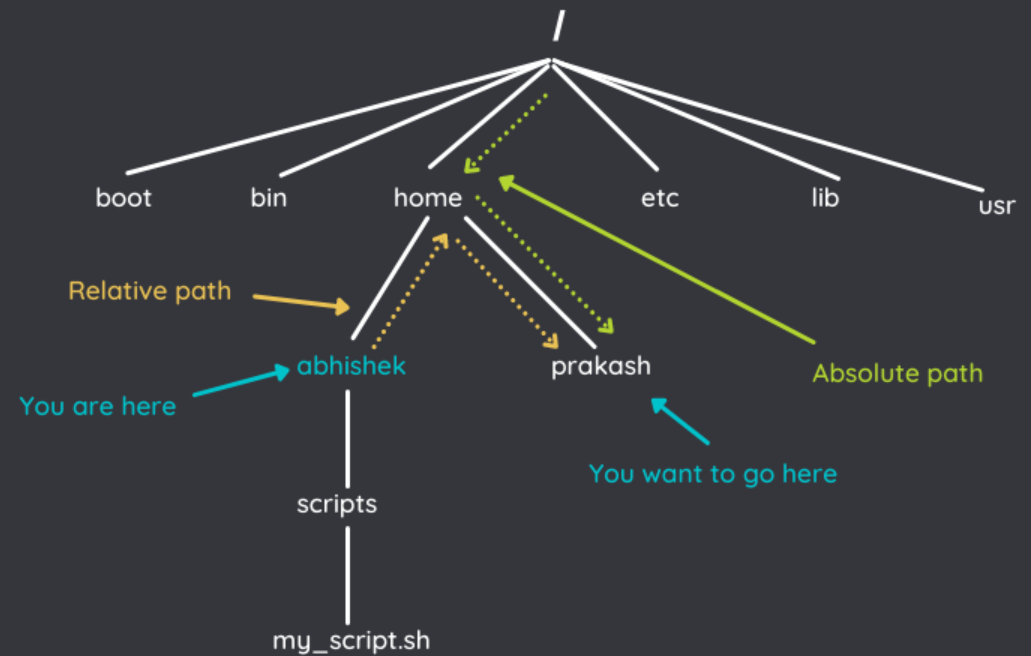 /
boot
bin
home
etc
lib
usr
Relative path
abhishek
prakash
Absolute path
You are here
You want to go here
scripts
my_script.sh